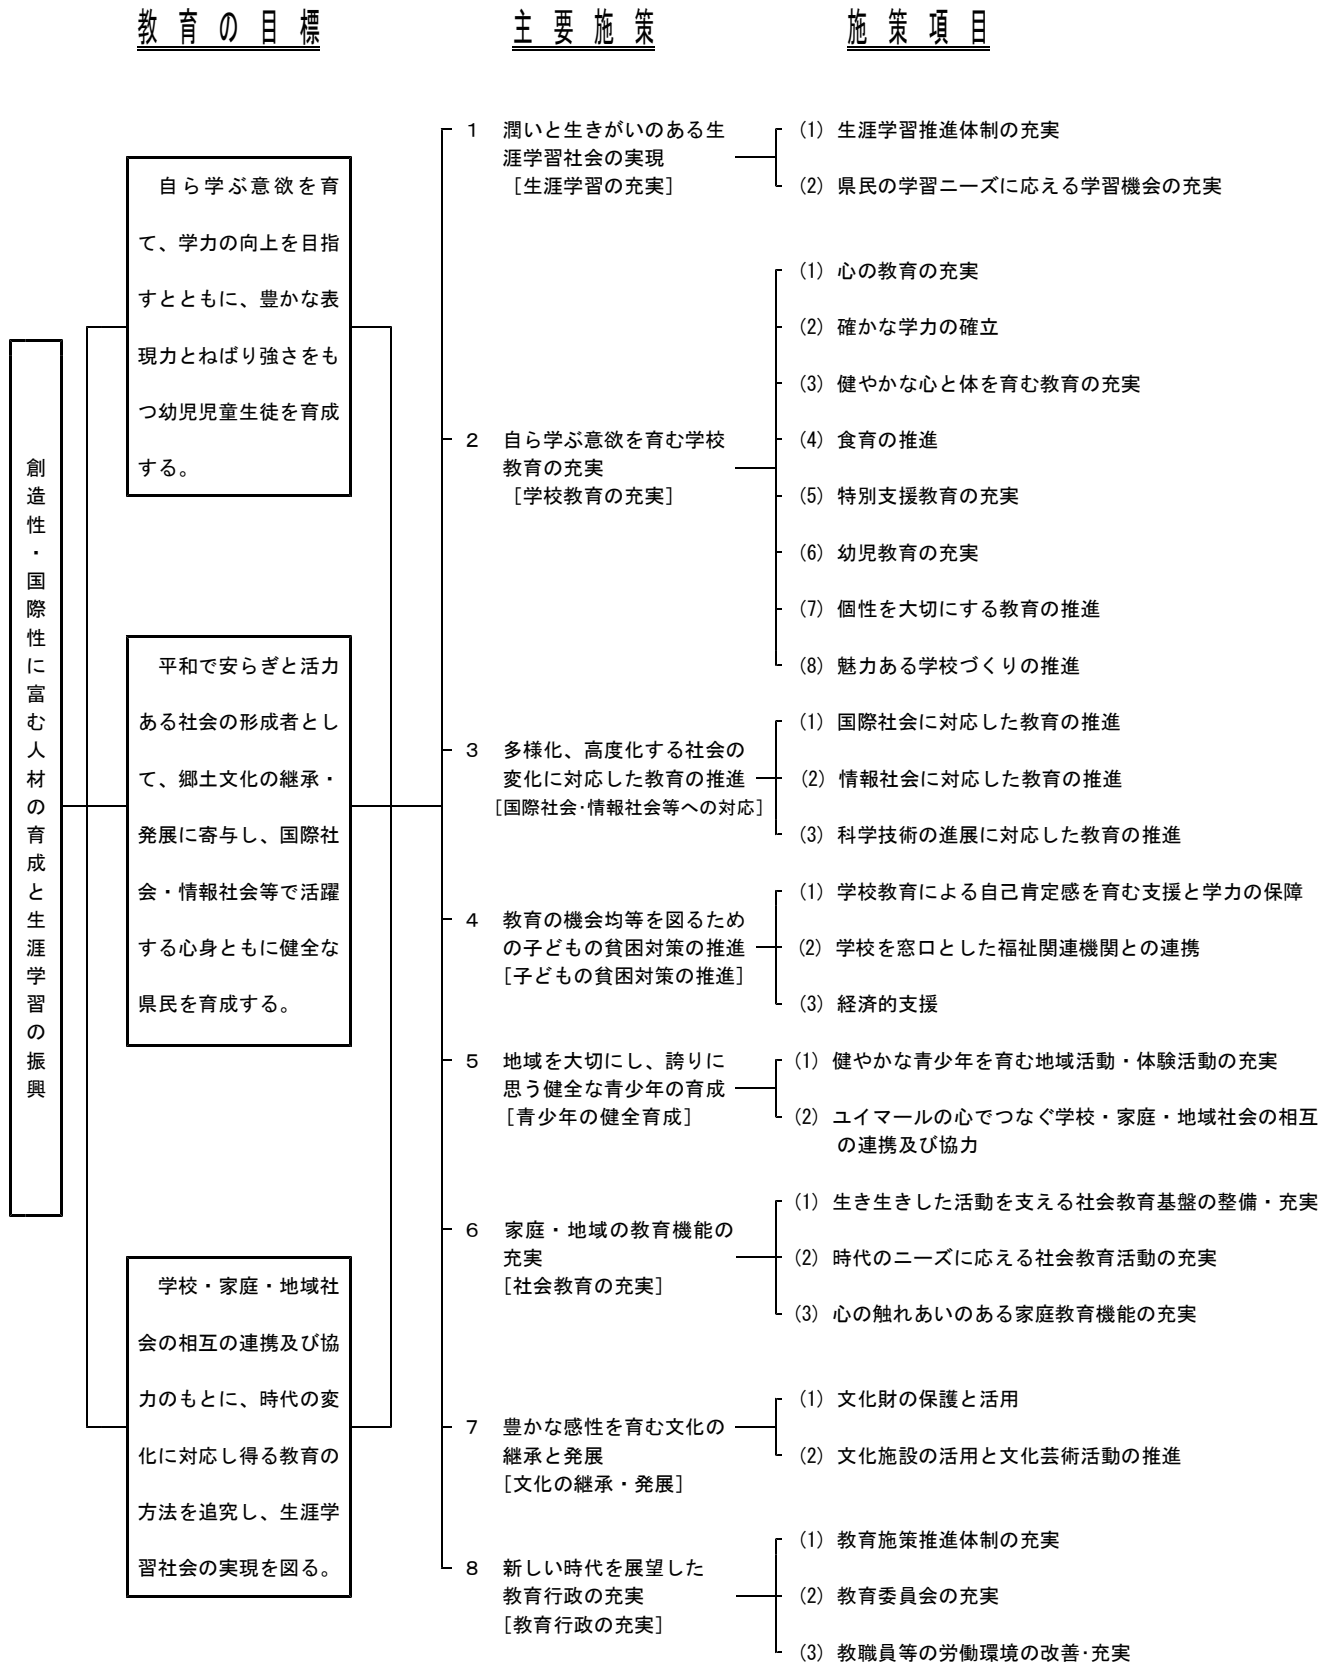 教育の目標
主要施策
施策項目
創造性・国際性に富む人材の育成と生涯学習の振興
自ら学ぶ意欲を育
て、学力の向上を目指
すとともに、豊かな表
現力とねばり強さをも
つ幼児児童生徒を育成
する。
平和で安らぎと活力
ある社会の形成者とし
て、郷土文化の継承・
発展に寄与し、国際社
会・情報社会等で活躍
する心身ともに健全な
県民を育成する。
学校・家庭・地域社
会の相互の連携及び協
力のもとに、時代の変
化に対応し得る教育の
方法を追究し、生涯学
習社会の実現を図る。
1 潤いと生きがいのある生
涯学習社会の実現
[生涯学習の充実]
(1) 生涯学習推進体制の充実
(2) 県民の学習ニーズに応える学習機会の充実
2 自ら学ぶ意欲を育む学校
教育の充実
[学校教育の充実]
(1) 心の教育の充実
(2) 確かな学力の確立
(3) 健やかな心と体を育む教育の充実
(4) 食育の推進
(5) 特別支援教育の充実
(6) 幼児教育の充実
(7) 個性を大切にする教育の推進
(8) 魅力ある学校づくりの推進
3 多様化、高度化する社会の
変化に対応した教育の推進
[国際社会・情報社会等への対応]
(1) 国際社会に対応した教育の推進
(2) 情報社会に対応した教育の推進
(3) 科学技術の進展に対応した教育の推進
4 教育の機会均等を図るため
の子どもの貧困対策の推進
[子どもの貧困対策の推進]
(1) 学校教育による自己肯定感を育む支援と学力の保障
(2) 学校を窓口とした福祉関連機関との連携
(3) 経済的支援
5 地域を大切にし、誇りに
思う健全な青少年の育成
[青少年の健全育成]
(1) 健やかな青少年を育む地域活動・体験活動の充実
(2) ユイマールの心でつなぐ学校・家庭・地域社会の相互
の連携及び協力
6 家庭・地域の教育機能の
充実
[社会教育の充実]
(1) 生き生きした活動を支える社会教育基盤の整備・充実
(2) 時代のニーズに応える社会教育活動の充実
(3) 心の触れあいのある家庭教育機能の充実
7 豊かな感性を育む文化の
継承と発展
[文化の継承・発展]
(1) 文化財の保護と活用
(2) 文化施設の活用と文化芸術活動の推進
8 新しい時代を展望した
教育行政の充実
[教育行政の充実]
(1) 教育施策推進体制の充実
(2) 教育委員会の充実
(3) 教職員等の労働環境の改善・充実